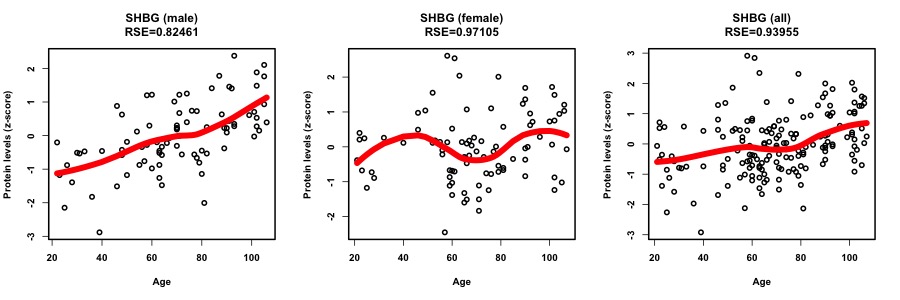 SHBG (male)
RSE=0.82461
Protein levels (z-score)
2
1
0
-1
-2
-3
20 40 60 80 100
Age
SHBG (female)
RSE=0.97105
Protein levels (z-score)
2
1
0
-1
-2
20 40 60 80 100
Age
SHBG (all)
RSE=0.93955
Protein levels (z-score)
3
2
1
0
-1
-2
-3
20 40 60 80 100
Age